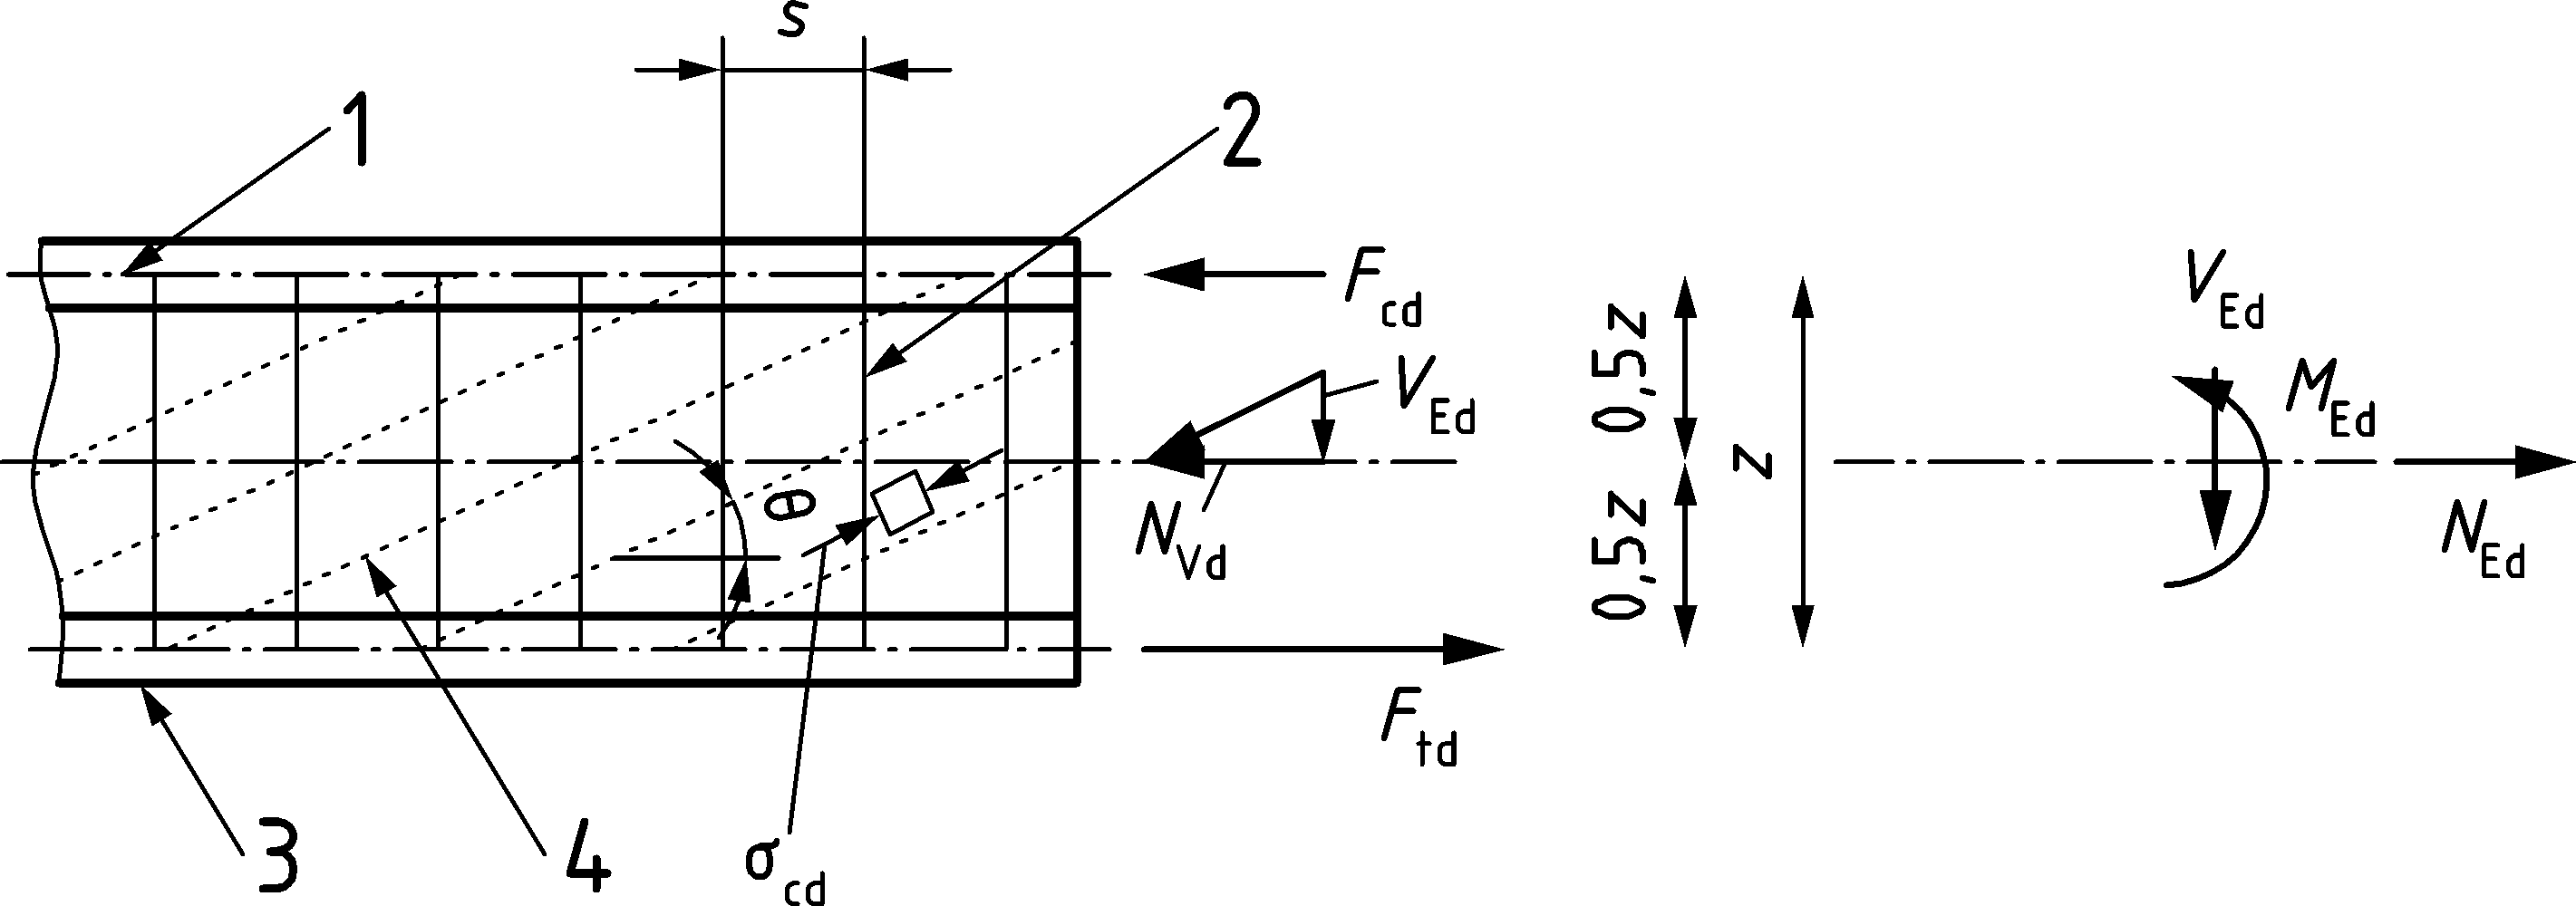 s
1
2
F cd
V Ed
N Vd
F td
0,5z
0,5z
z
V Ed
M Ed
N Ed
θ
3
4
σ cd